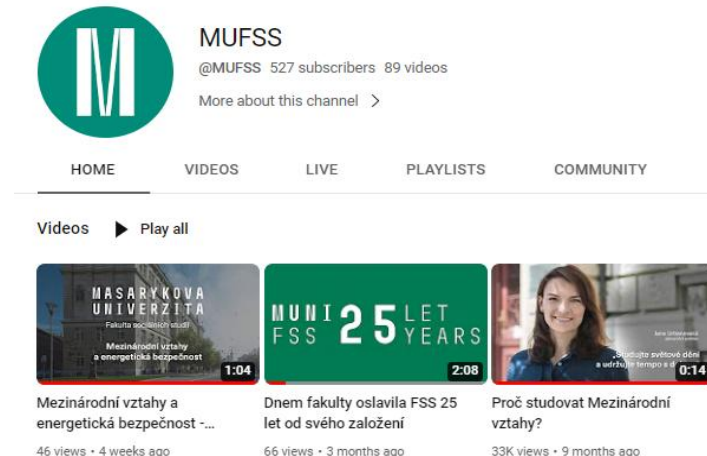 M
MUFSS
@MUFSS 527 subscribers 89 videos
More about this channel >
HOME VIDEOS LIVE PLAYLISTS COMMUNITY
Videos Play all
MASARYKOVA
UNIVERZITA
Fakulta sociálních studií
Mezinárodní vztahy
a energetická bezpečnost
1:04
MUNI
FSS
25
LET
YEARS
2:08
„Studujte světové dění
a udržujte tempo s
0:14
Mezinárodní vztahy a
energetická bezpečnost -...
46 views • 4 weeks ago
Dnem fakulty oslavila FSS 25
let od svého založení
66 views • 3 months ago
Proč studovat Mezinárodní
vztahy?
33K views • 9 months ago